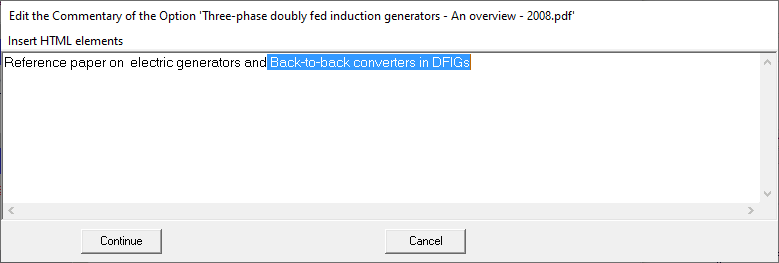 Edit the Commentary of the Option 'Three-phase doubly fed induction generators - An overview - 2008.pdf'
Insert HTML elements
Reference paper on  electric generators and Back-to-back converters in DFIGs
Continue
Cancel